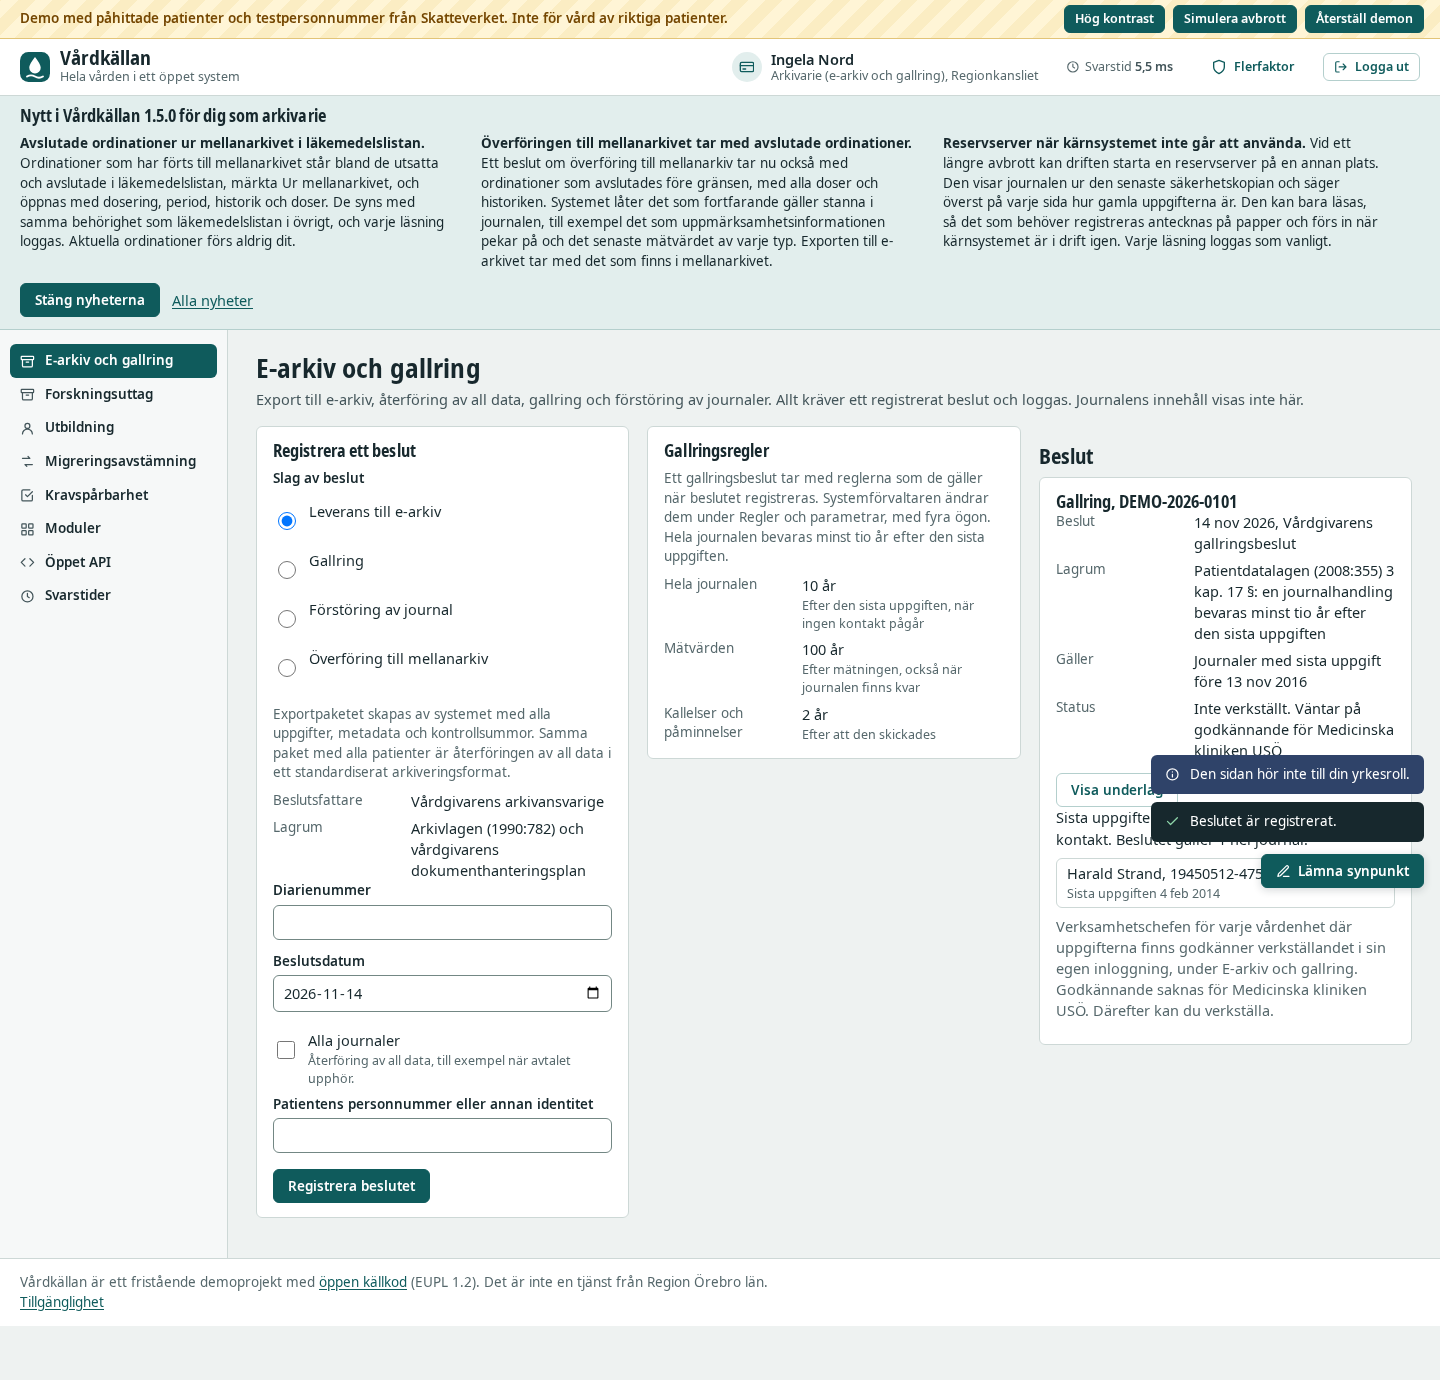 Demo med påhittade patienter och testpersonnummer från Skatteverket. Inte för vård av riktiga patienter.
Hög kontrast
Simulera avbrott
Återställ demon
Vårdkällan
Hela vården i ett öppet system
Ingela Nord
Arkivarie (e-arkiv och gallring), Regionkansliet
Svarstid 5,5 ms
Flerfaktor
Logga ut
Nytt i Vårdkällan 1.5.0 för dig som arkivarie
Avslutade ordinationer ur mellanarkivet i läkemedelslistan.
Ordinationer som har förts till mellanarkivet står bland de utsatta
och avslutade i läkemedelslistan, märkta Ur mellanarkivet, och
öppnas med dosering, period, historik och doser. De syns med
samma behörighet som läkemedelslistan i övrigt, och varje läsning
loggas. Aktuella ordinationer förs aldrig dit.
Överföringen till mellanarkivet tar med avslutade ordinationer.
Ett beslut om överföring till mellanarkiv tar nu också med
ordinationer som avslutades före gränsen, med alla doser och
historiken. Systemet låter det som fortfarande gäller stanna i
journalen, till exempel det som uppmärksamhetsinformationen
pekar på och det senaste mätvärdet av varje typ. Exporten till e-
arkivet tar med det som finns i mellanarkivet.
Reservserver när kärnsystemet inte går att använda. Vid ett
längre avbrott kan driften starta en reservserver på en annan plats.
Den visar journalen ur den senaste säkerhetskopian och säger
överst på varje sida hur gamla uppgifterna är. Den kan bara läsas,
så det som behöver registreras antecknas på papper och förs in när
kärnsystemet är i drift igen. Varje läsning loggas som vanligt.
Stäng nyheterna
Alla nyheter
E-arkiv och gallring
Forskningsuttag
Utbildning
Migreringsavstämning
Kravspårbarhet
Moduler
Öppet API
Svarstider
E-arkiv och gallring
Export till e-arkiv, återföring av all data, gallring och förstöring av journaler. Allt kräver ett registrerat beslut och loggas. Journalens innehåll visas inte här.
Registrera ett beslut
Slag av beslut
Leverans till e-arkiv
Gallring
Förstöring av journal
Överföring till mellanarkiv
Exportpaketet skapas av systemet med alla
uppgifter, metadata och kontrollsummor. Samma
paket med alla patienter är återföringen av all data i
ett standardiserat arkiveringsformat.
Beslutsfattare
Vårdgivarens arkivansvarige
Lagrum
Arkivlagen (1990:782) och
vårdgivarens
dokumenthanteringsplan
Diarienummer
Beslutsdatum
2026-11-14
Alla journaler
Återföring av all data, till exempel när avtalet
upphör.
Patientens personnummer eller annan identitet
Registrera beslutet
Gallringsregler
Ett gallringsbeslut tar med reglerna som de gäller
när beslutet registreras. Systemförvaltaren ändrar
dem under Regler och parametrar, med fyra ögon.
Hela journalen bevaras minst tio år efter den sista
uppgiften.
Hela journalen
10 år
Efter den sista uppgiften, när
ingen kontakt pågår
Mätvärden
100 år
Efter mätningen, också när
journalen finns kvar
Kallelser och
påminnelser
2 år
Efter att den skickades
Beslut
Gallring, DEMO-2026-0101
Beslut
14 nov 2026, Vårdgivarens
gallringsbeslut
Lagrum
Patientdatalagen (2008:355) 3
kap. 17 §: en journalhandling
bevaras minst tio år efter
den sista uppgiften
Gäller
Journaler med sista uppgift
före 13 nov 2016
Status
Inte verkställt. Väntar på
godkännande för Medicinska
kliniken USÖ
Visa underlag
Den sidan hör inte till din yrkesroll.
Sista uppgifte
Beslutet är registrerat.
kontakt. Beslutet gäller 1 hel journal.
Lämna synpunkt
Harald Strand, 19450512-475
Sista uppgiften 4 feb 2014
Verksamhetschefen för varje vårdenhet där
uppgifterna finns godkänner verkställandet i sin
egen inloggning, under E-arkiv och gallring.
Godkännande saknas för Medicinska kliniken
USÖ. Därefter kan du verkställa.
Vårdkällan är ett fristående demoprojekt med öppen källkod (EUPL 1.2). Det är inte en tjänst från Region Örebro län.
Tillgänglighet